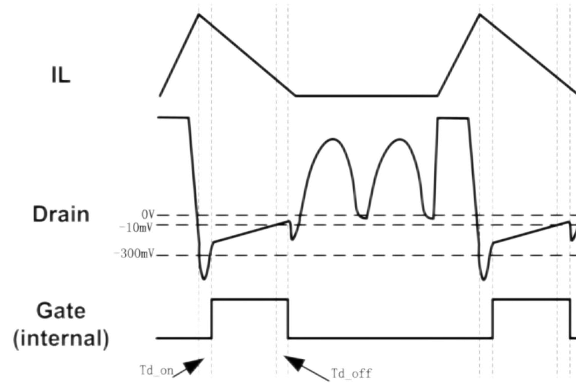 IL
Drain
0V
-10mV
-300mV
Gate
(internal)
Td_on
Td_off